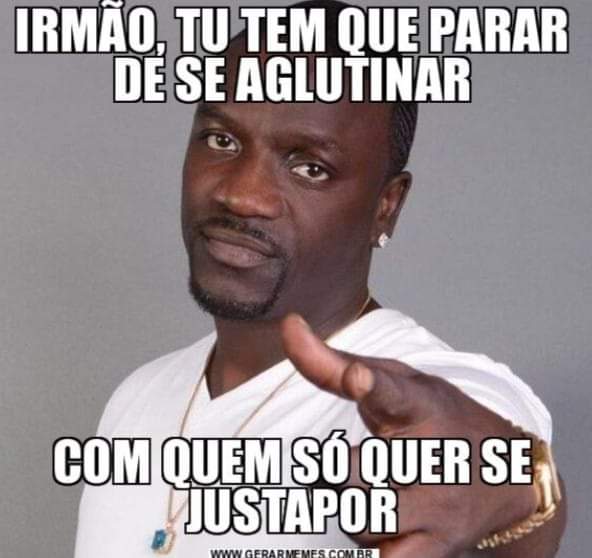 IRMÃO, TU TEM QUE PARAR
DE SE AGLUTINAR
COM QUEM SÓ QUER SE
JUSTAPOR
WWW.GERARMEMES.COM.BR